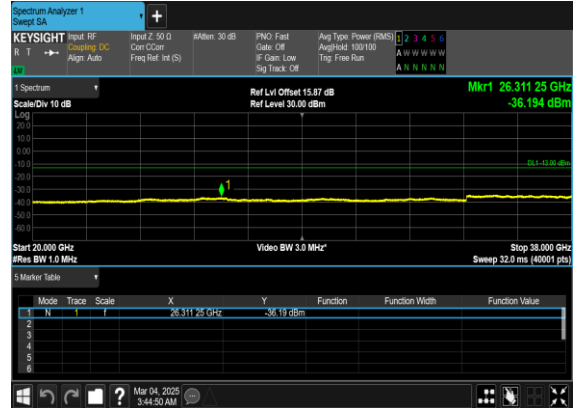 Spectrum Analyzer 1
Swept SA
+
KEYSIGHT Input: RF Input Z: 50 Ω #Atten: 30 dB PNO: Fast Avg Type: Power (RMS) 1 2 3 4 5 6
R T Coupling: DC Corr CCorr Gate: Off Avg|Hold: 100/100 A W W W W W
Align: Auto Freq Ref: Int (S) IF Gain: Low Trig: Free Run
Sig Track: Off A N N N N N
1 Spectrum Ref Lvl Offset 15.87 dB Mkr1 26.311 25 GHz
Scale/Div 10 dB Ref Level 30.00 dBm -36.194 dBm
Log
20.0
10.0
0.00
-10.0
DL1 -13.00 dBm
-20.0
1
-30.0
-40.0
-50.0
-60.0
Start 20.000 GHz Video BW 3.0 MHz* Stop 38.000 GHz
#Res BW 1.0 MHz Sweep 32.0 ms (40001 pts)
5 Marker Table
Mode Trace Scale X Y Function Function Width Function Value
1 N 1 f 26.311 25 GHz -36.19 dBm
2
3
4
5
6
? Mar 04, 2025
3:44:50 AM